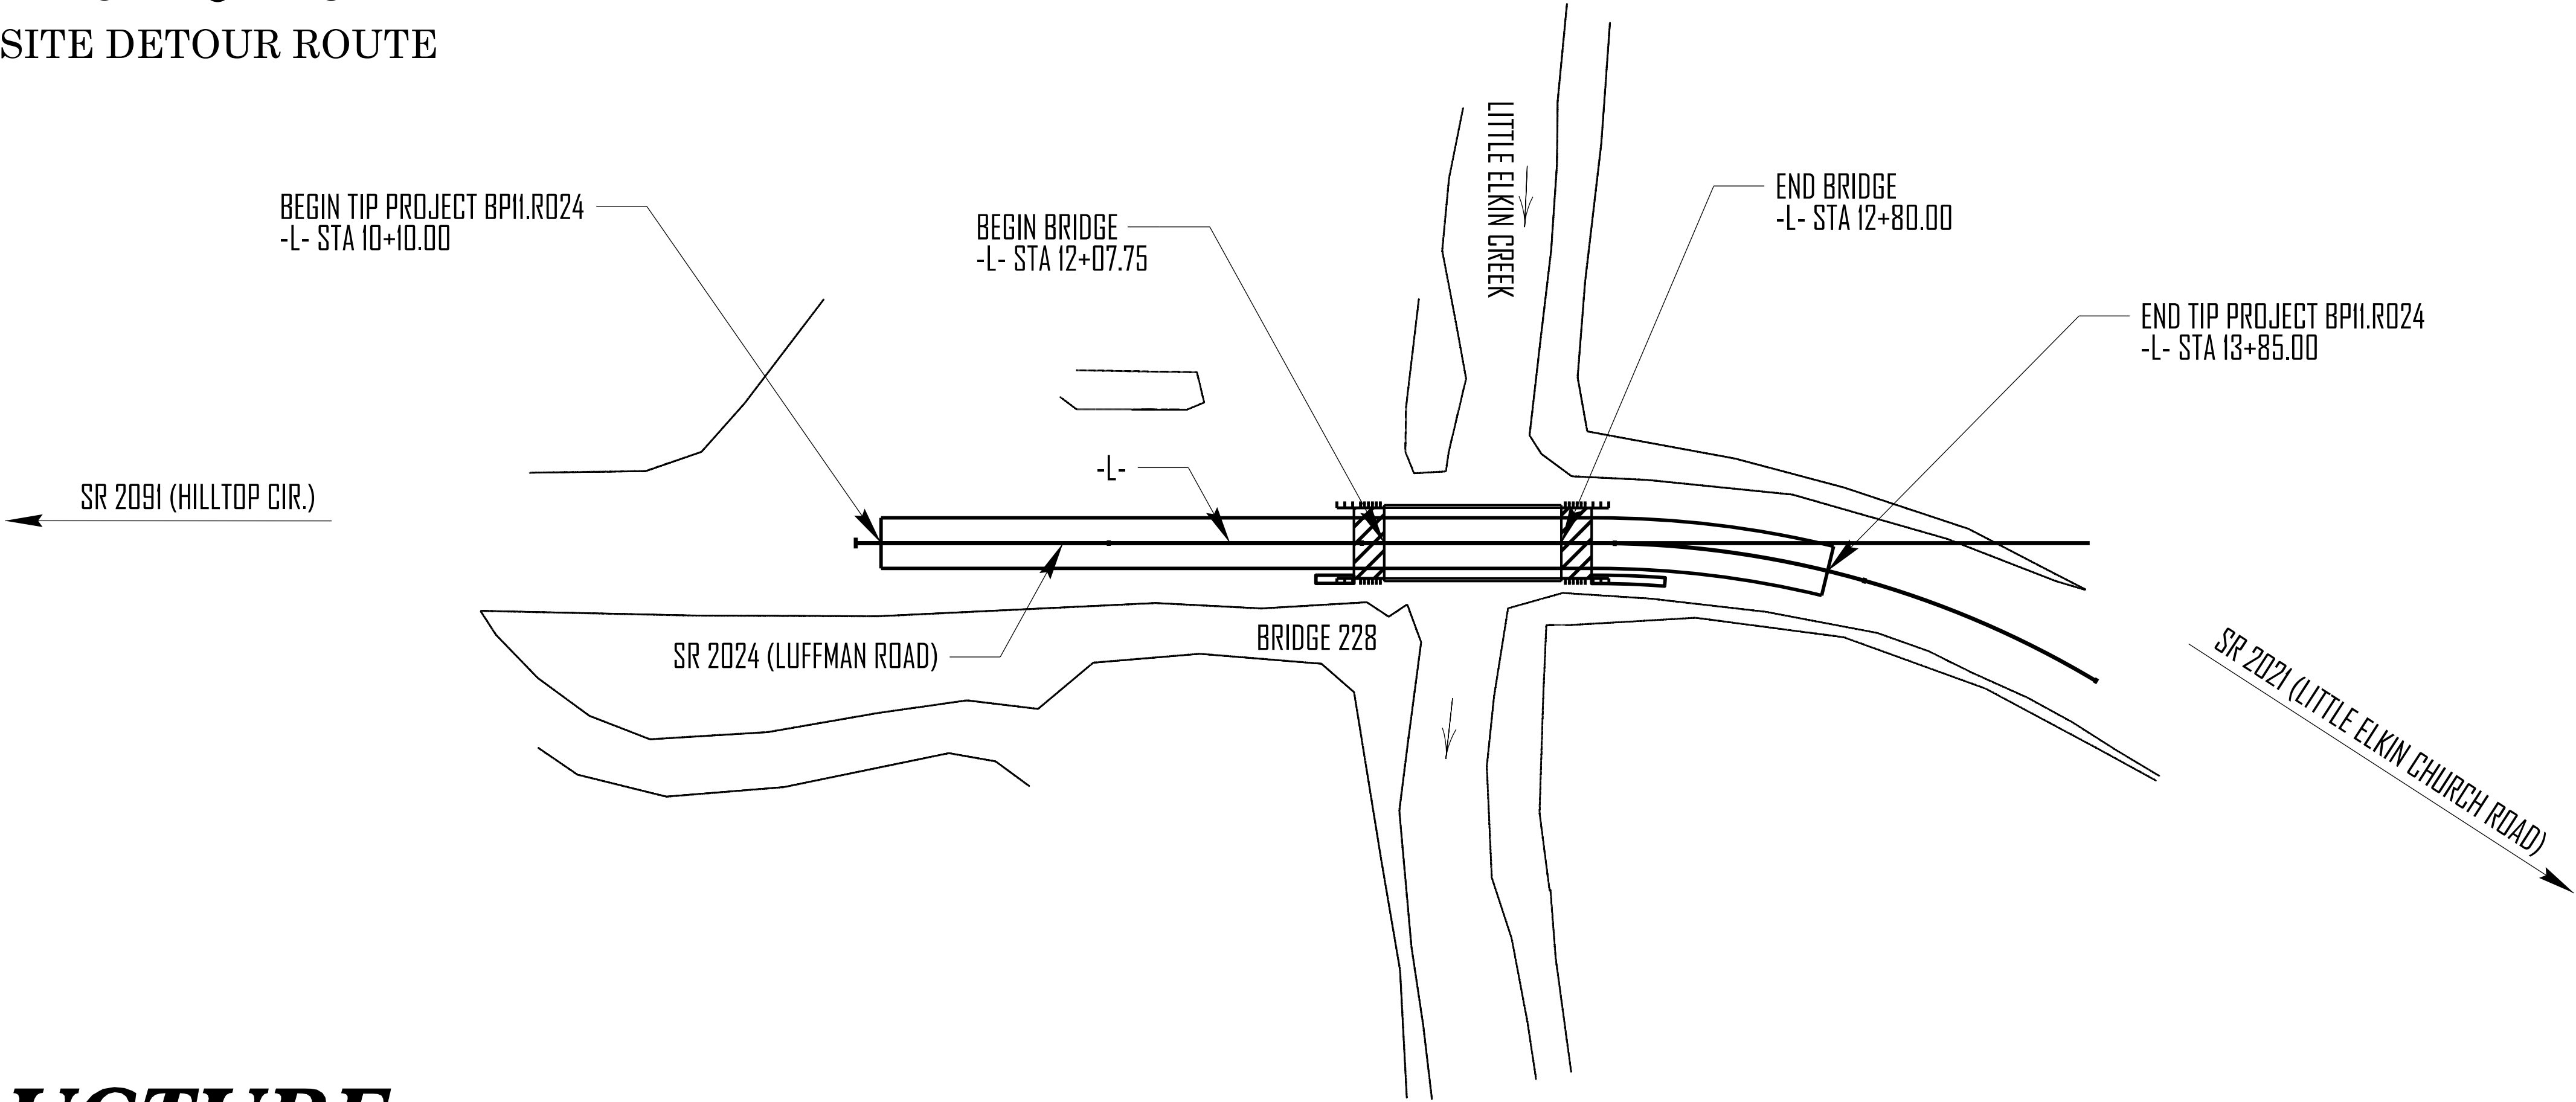 SITE DETOUR ROUTE
LITTLE ELKIN CREEK
END BRIDGE
-L- STA 12+80.00
BEGIN TIP PROJECT BP11.R024
-L- STA 10+10.00
BEGIN BRIDGE
-L- STA 12+07.75
END TIP PROJECT BP11.R024
-L- STA 13+85.00
-L-
SR 2091 (HILLTOP CIR.)
BRIDGE 228
SR 2024 (LUFFMAN ROAD)
SR 2021 (LITTLE ELKIN CHURCH ROAD)
UCTURE